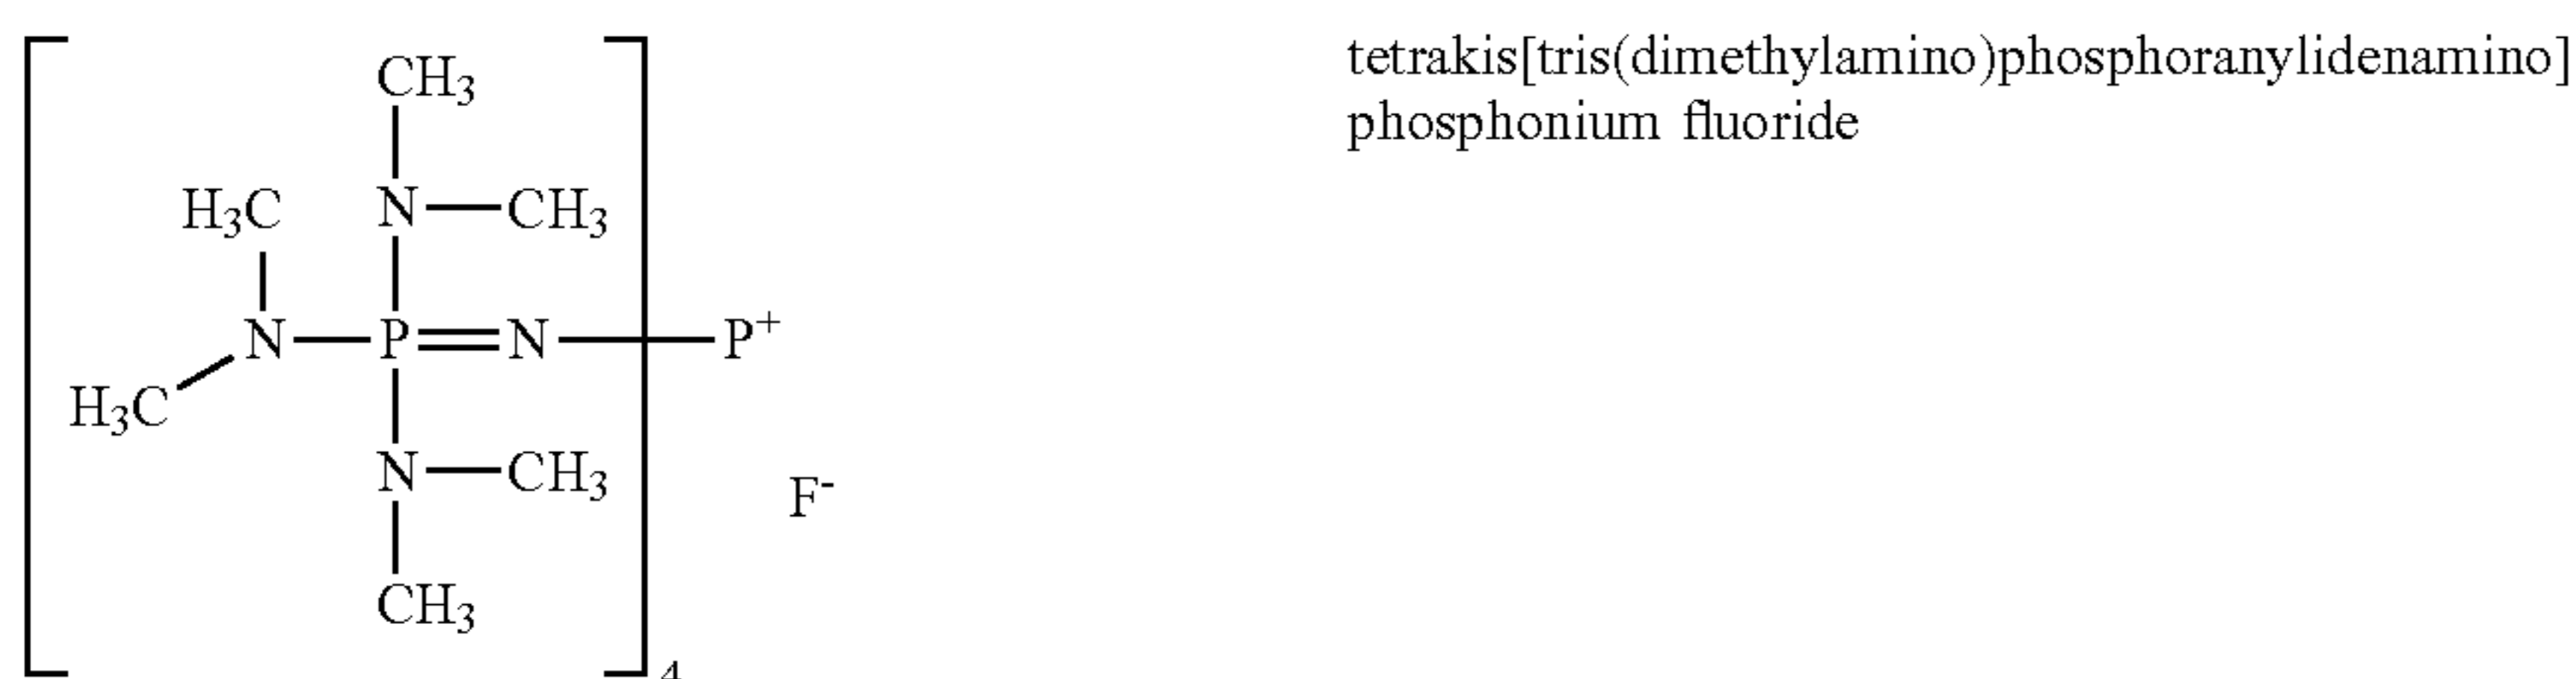 CH₃
H₃C N—CH₃
N—P=N—P⁺
H₃C
N—CH₃
F⁻
CH₃
4
tetrakis[tris(dimethylamino)phosphoranylidenamino]
phosphonium fluoride